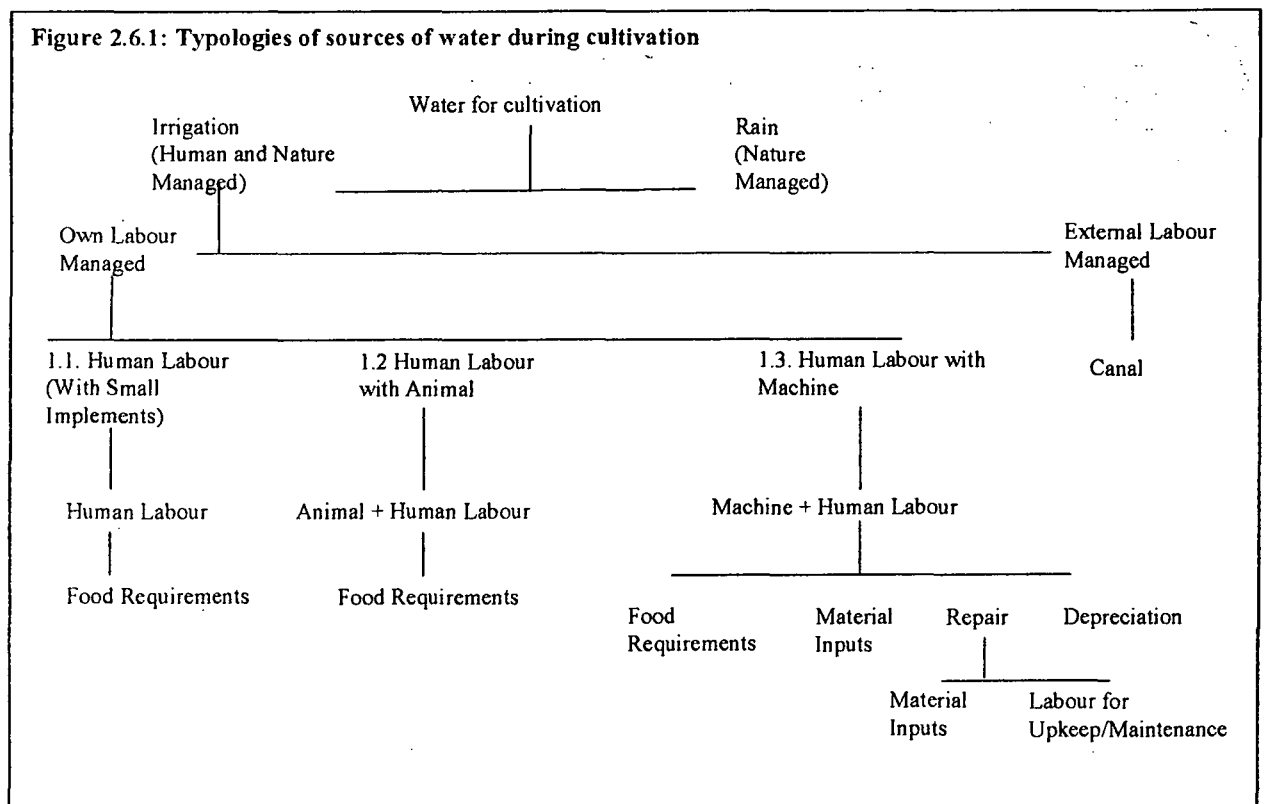 Figure 2.6.1: Typologies of sources of water during cultivation
Water for cultivation
Irrigation
(Human and Nature
Managed)
Rain
(Nature
Managed)
Own Labour
Managed
External Labour
Managed
1.1. Human Labour
(With Small
Implements)
1.2 Human Labour
with Animal
1.3. Human Labour with
Machine
Canal
Human Labour
Animal + Human Labour
Machine + Human Labour
Food Requirements
Food Requirements
Food
Requirements
Material
Inputs
Repair
Depreciation
Material
Inputs
Labour for
Upkeep/Maintenance